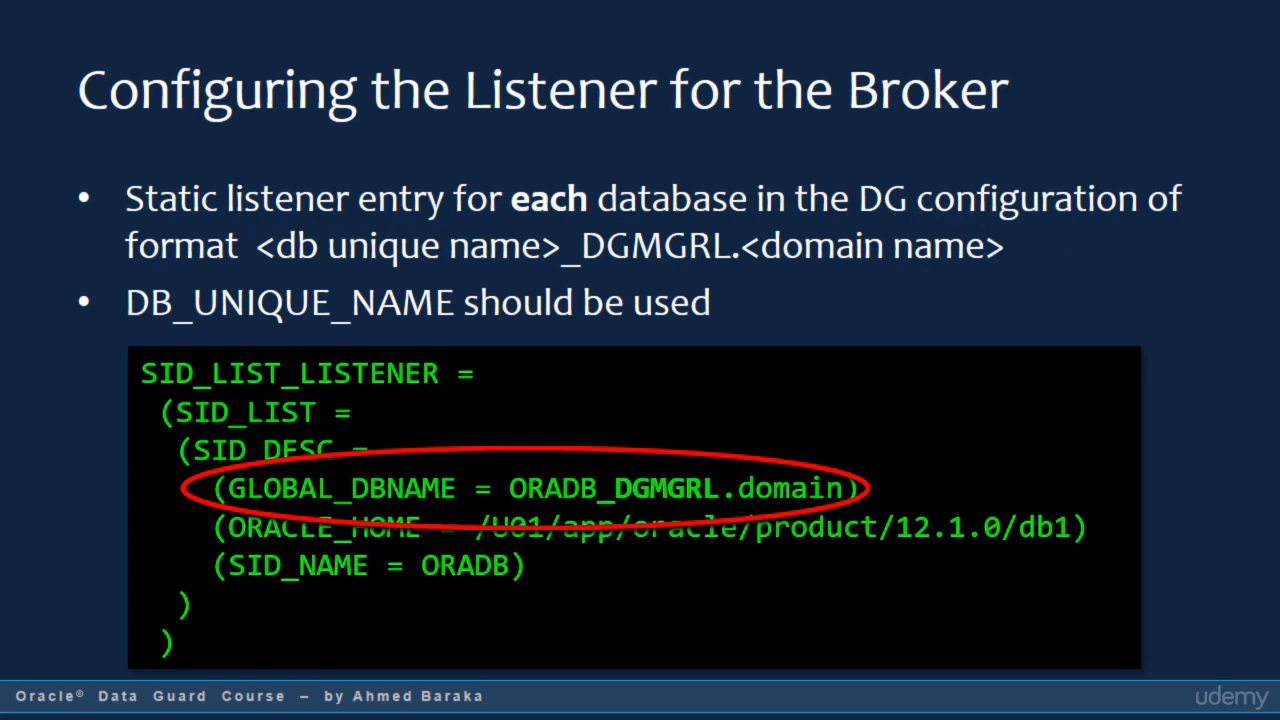 Configuring the Listener for the Broker
• Static listener entry for each database in the DG configuration of
format <db unique name>_DGMGRL.<domain name>
• DB_UNIQUE_NAME should be used
SID_LIST_LISTENER =
(SID_LIST =
(SID_DESC =
(GLOBAL_DBNAME = ORADB_DGMGRL.domain)
(ORACLE_HOME = /U01/app/oracle/product/12.1.0/db1)
(SID_NAME = ORADB)
)
)
Oracle© Data Guard Course – by Ahmed Baraka
udemy